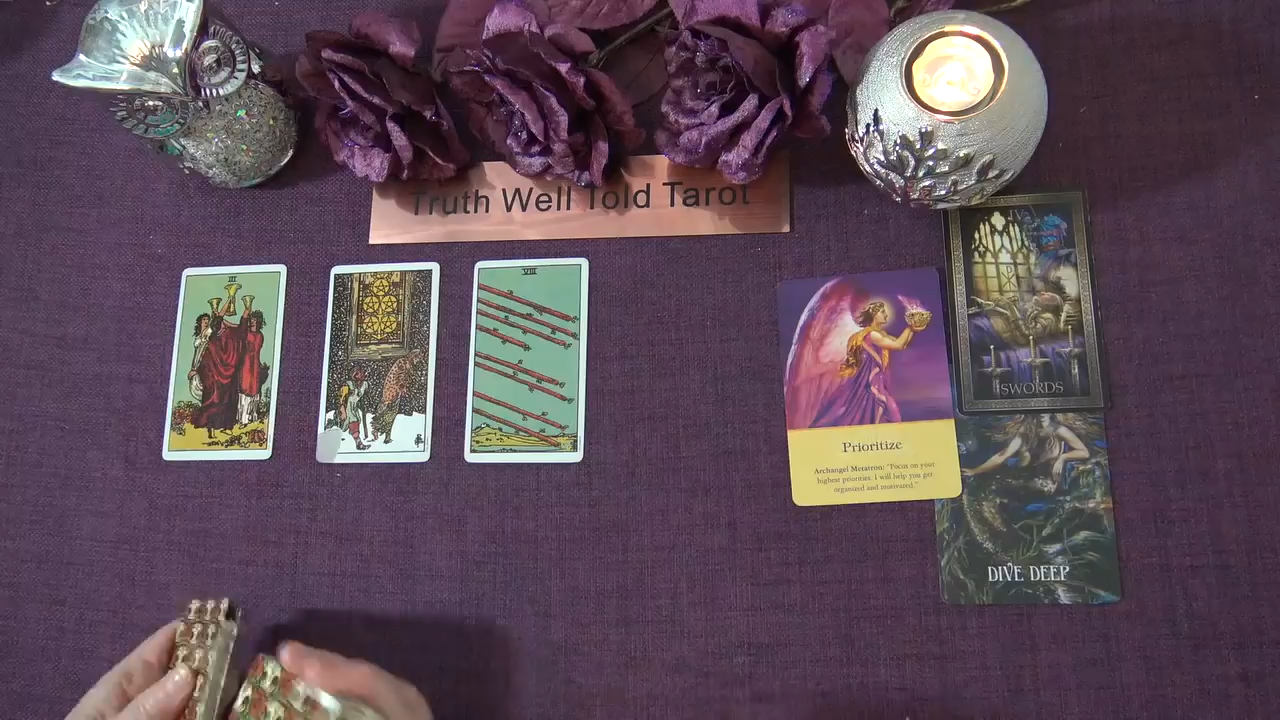 Truth Well Told Tarot
III
VIII
IV
SWORDS
Prioritize
Archangel Metatron: "Focus on your
highest priorities. I will help you get
organized and motivated."
DIVE DEEP